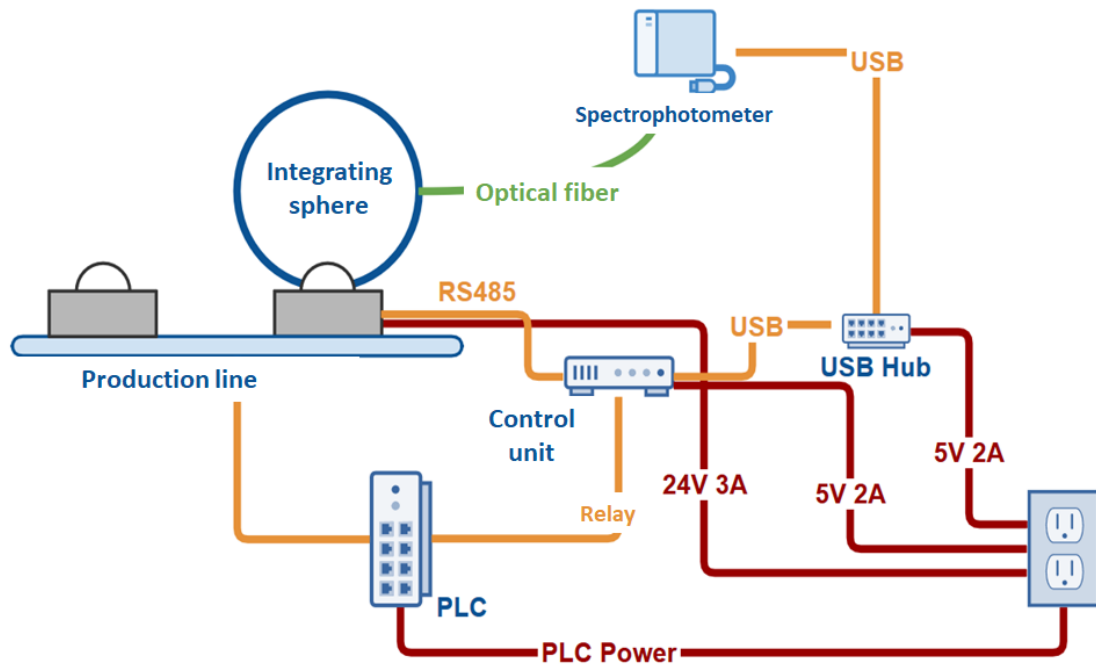 USB
Spectrophotometer
Integrating
sphere
Optical fiber
RS485
USB
USB Hub
Production line
Control
unit
5V 2A
24V 3A
5V 2A
Relay
PLC
PLC Power